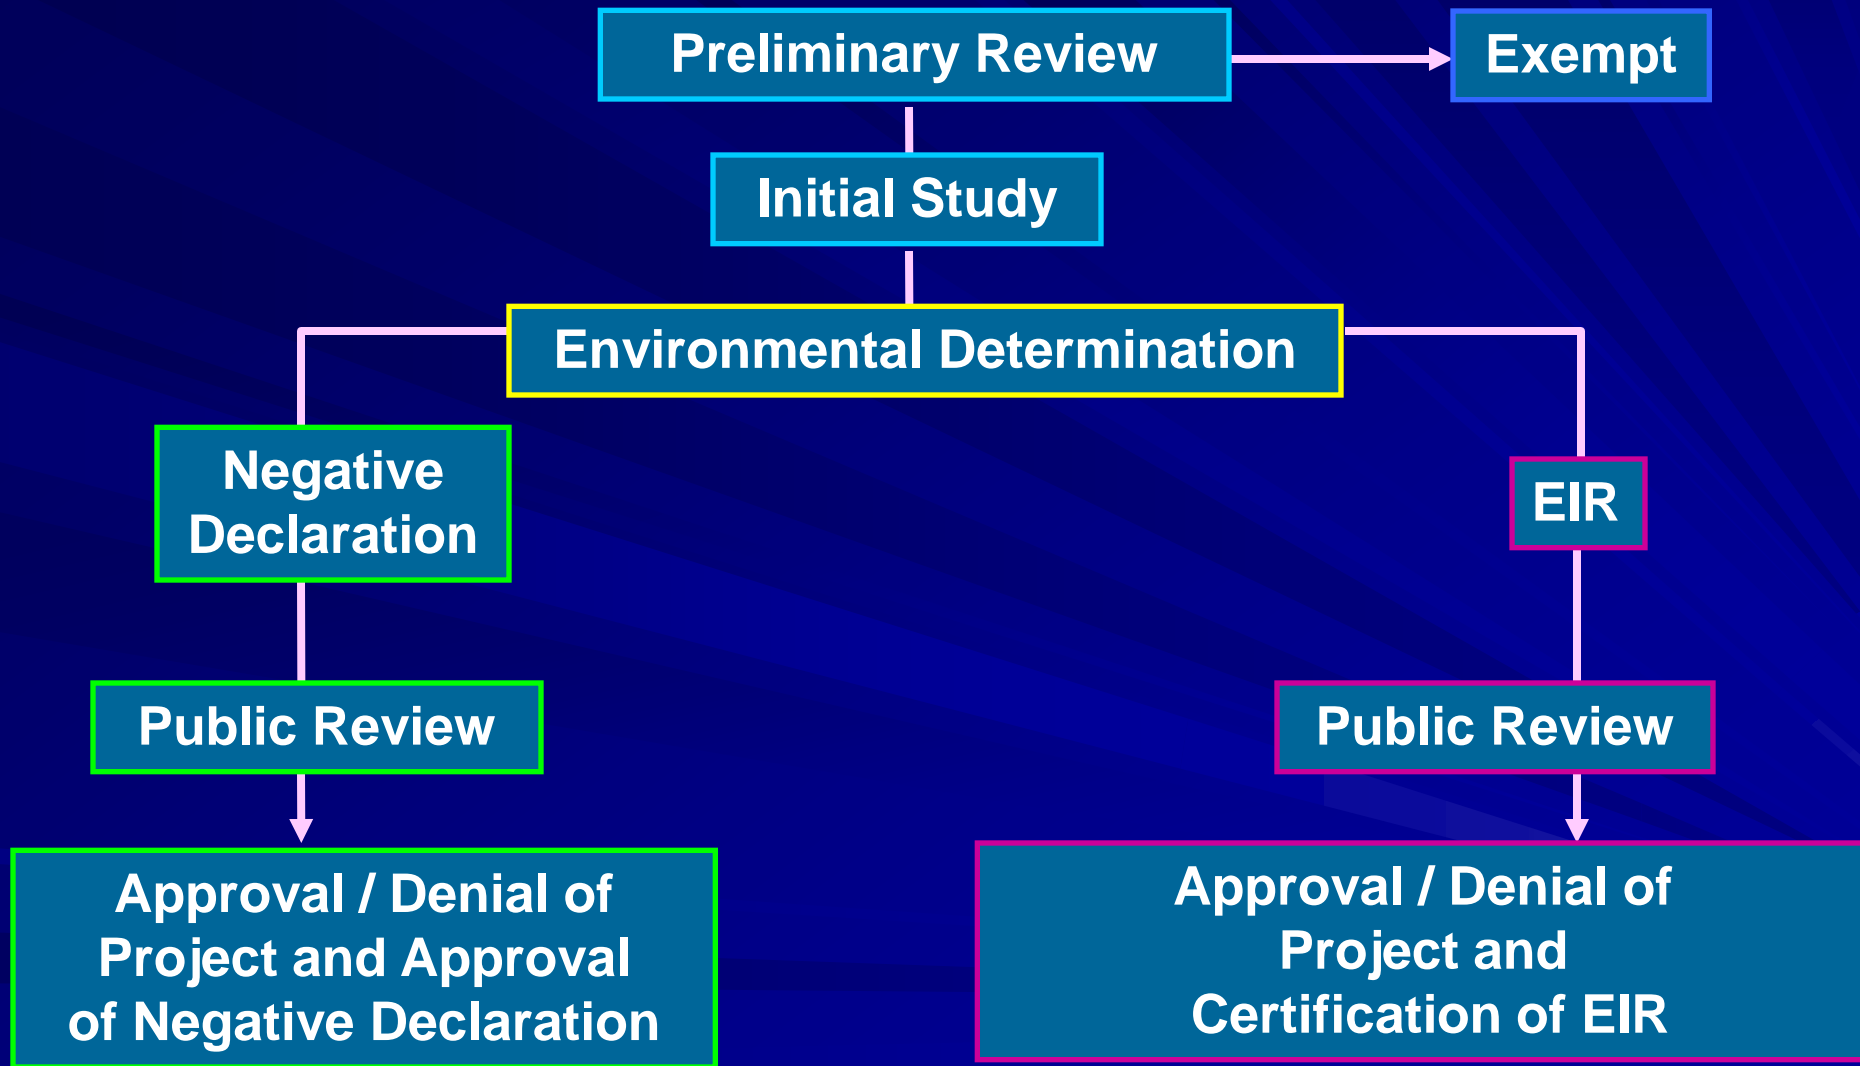 Preliminary Review
Exempt
Initial Study
Environmental Determination
Negative
Declaration
EIR
Public Review
Public Review
Approval / Denial of
Project and Approval
of Negative Declaration
Approval / Denial of
Project and
Certification of EIR